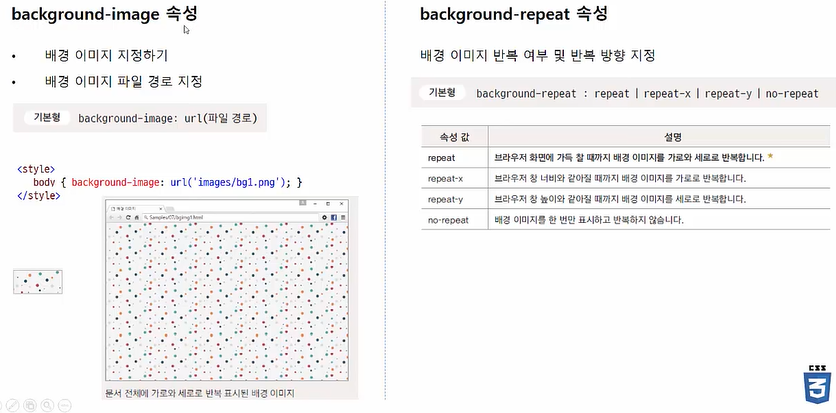 background-image 속성
• 배경 이미지 지정하기
• 배경 이미지 파일 경로 지정
기본형 background-image: url(파일 경로)
<style>
body { background-image: url('images/bg1.png'); }
</style>
배경 이미지
Samples/07/bgimg1.html
문서 전체에 가로와 세로로 반복 표시된 배경 이미지
background-repeat 속성
배경 이미지 반복 여부 및 반복 방향 지정
기본형 background-repeat : repeat | repeat-x | repeat-y | no-repeat
속성 값 설명
repeat 브라우저 화면에 가득 찰 때까지 배경 이미지를 가로와 세로로 반복합니다. *
repeat-x 브라우저 창 너비와 같아질 때까지 배경 이미지를 가로로 반복합니다.
repeat-y 브라우저 창 높이와 같아질 때까지 배경 이미지를 세로로 반복합니다.
no-repeat 배경 이미지를 한 번만 표시하고 반복하지 않습니다.
CSS
3